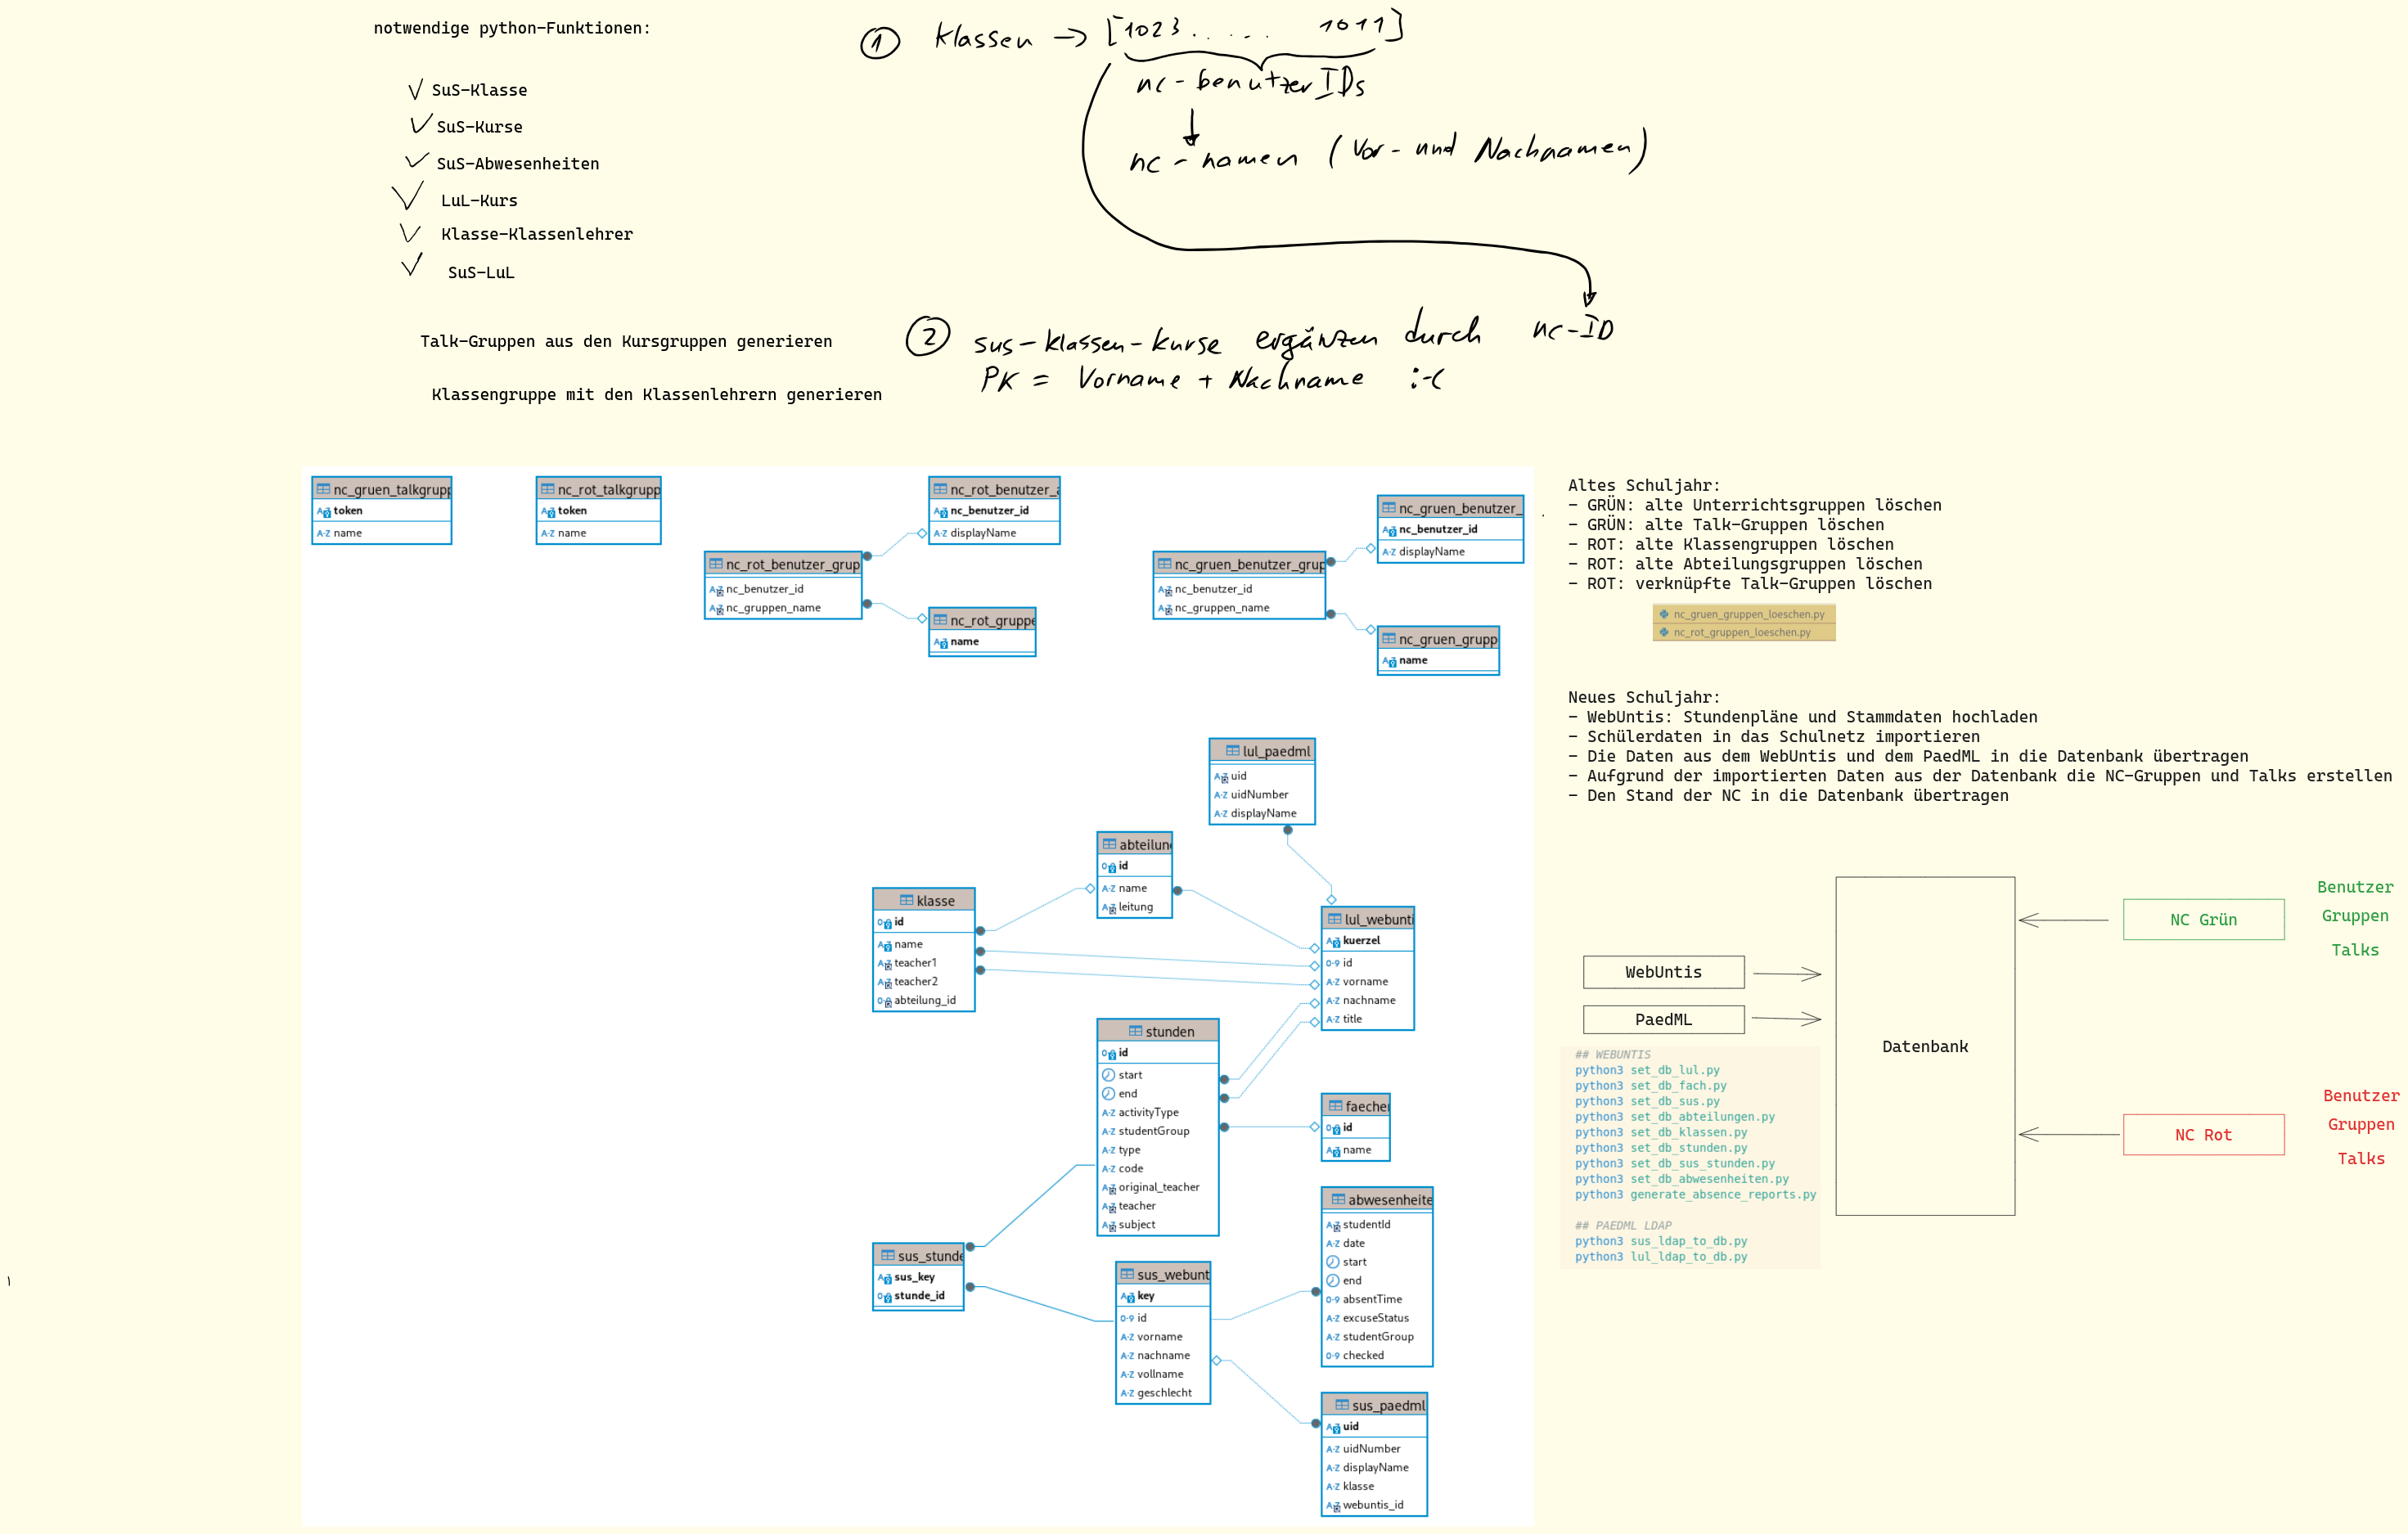 notwendige python-Funktionen:
SuS-Klasse
SuS-Kurse
SuS-Abwesenheiten
LuL-Kurs
Klasse-Klassenlehrer
SuS-LuL
Talk-Gruppen aus den Kursgruppen generieren
Klassengruppe mit den Klassenlehrern generieren
① Klassen → [1023 ...... 1011]
nc-benutzer IDs
↓
nc-namen (Vor- und Nachnamen)
② sus-klassen-kurse ergänzen durch nc-ID
PK = Vorname + Nachname :-(
nc_gruen_talkgrupp
token
name
nc_rot_talkgrupp
token
name
nc_rot_benutzer_a
nc_benutzer_id
displayName
nc_rot_benutzer_grup
nc_benutzer_id
nc_gruppen_name
nc_rot_gruppe
name
nc_gruen_benutzer_
nc_benutzer_id
displayName
nc_gruen_benutzer_grup
nc_benutzer_id
nc_gruppen_name
nc_gruen_grupp
name
lul_paedml
uid
uidNumber
displayName
abteilun
id
name
leitung
klasse
id
name
teacher1
teacher2
abteilung_id
lul_webunti
kuerzel
id
vorname
nachname
title
stunden
id
start
end
activityType
studentGroup
type
code
original_teacher
teacher
subject
faecher
id
name
abwesenheite
studentId
date
start
end
absentTime
excuseStatus
studentGroup
checked
sus_stunde
sus_key
stunde_id
sus_webunt
key
id
vorname
nachname
vollname
geschlecht
sus_paedml
uid
uidNumber
displayName
klasse
webuntis_id
Altes Schuljahr:
- GRÜN: alte Unterrichtsgruppen löschen
- GRÜN: alte Talk-Gruppen löschen
- ROT: alte Klassengruppen löschen
- ROT: alte Abteilungsgruppen löschen
- ROT: verknüpfte Talk-Gruppen löschen
nc_gruen_gruppen_loeschen.py
nc_rot_gruppen_loeschen.py
Neues Schuljahr:
- WebUntis: Stundenpläne und Stammdaten hochladen
- Schülerdaten in das Schulnetz importieren
- Die Daten aus dem WebUntis und dem PaedML in die Datenbank übertragen
- Aufgrund der importierten Daten aus der Datenbank die NC-Gruppen und Talks erstellen
- Den Stand der NC in die Datenbank übertragen
WebUntis
PaedML
Datenbank
NC Grün
Benutzer
Gruppen
Talks
NC Rot
Benutzer
Gruppen
Talks
## WEBUNTIS
python3 set_db_lul.py
python3 set_db_fach.py
python3 set_db_sus.py
python3 set_db_abteilungen.py
python3 set_db_klassen.py
python3 set_db_stunden.py
python3 set_db_sus_stunden.py
python3 set_db_abwesenheiten.py
python3 generate_absence_reports.py
## PAEDML LDAP
python3 sus_ldap_to_db.py
python3 lul_ldap_to_db.py